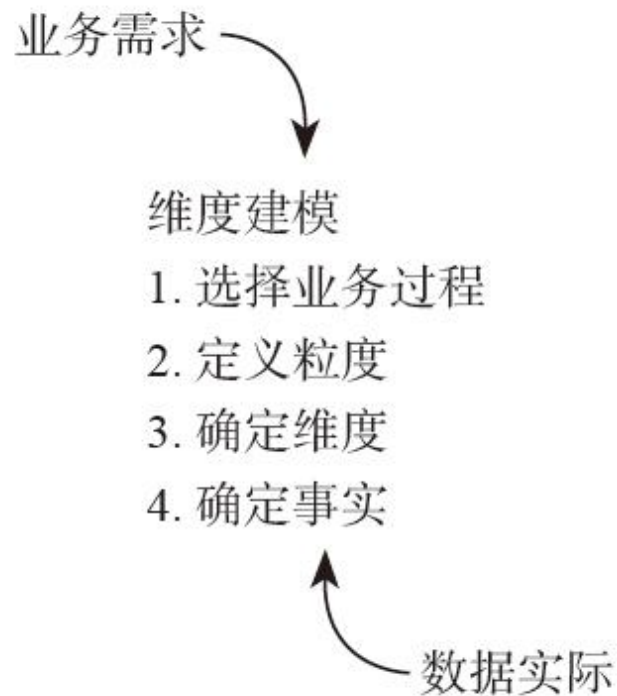 业务需求
维度建模
1. 选择业务过程
2. 定义粒度
3. 确定维度
4. 确定事实
数据实际